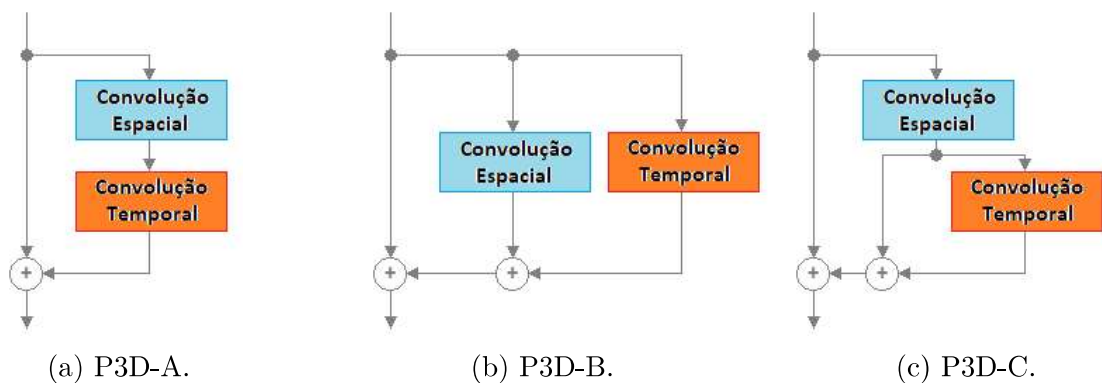 Convolução
Espacial
Convolução
Temporal
+
(a) P3D-A.
Convolução
Espacial
Convolução
Temporal
+
+
(b) P3D-B.
Convolução
Espacial
Convolução
Temporal
+
+
(c) P3D-C.